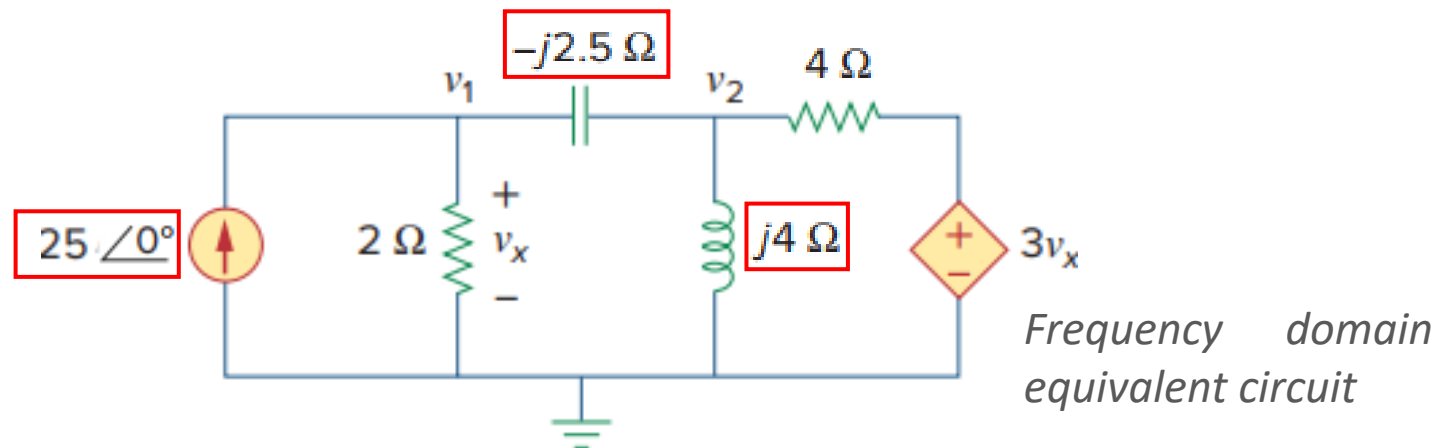 –j2.5 Ω
v₁
v₂
4 Ω
25 ∠0°
2 Ω
+
vₓ
–
j4 Ω
+
–
3vₓ
Frequency domain
equivalent circuit